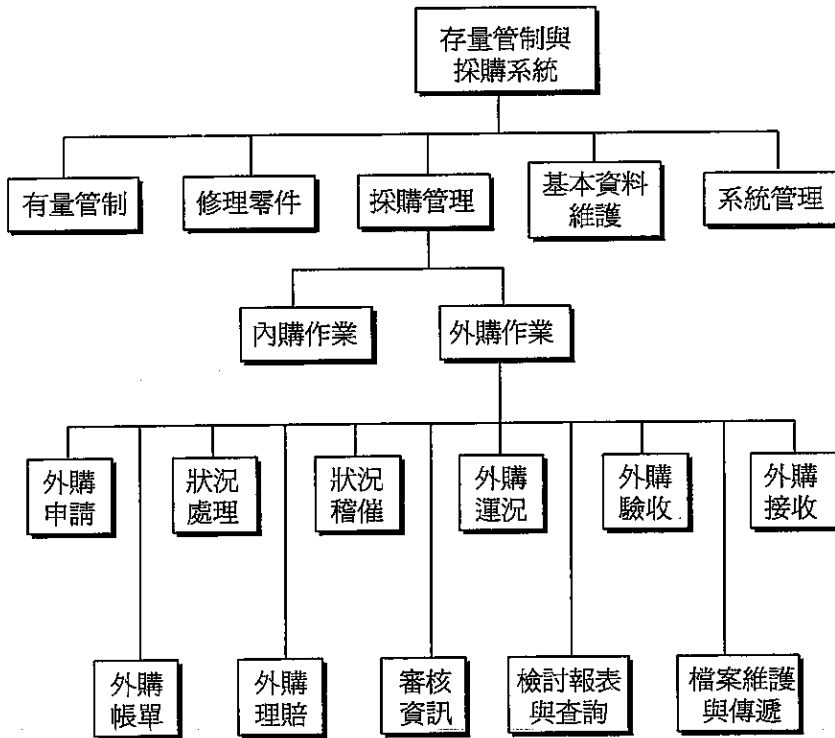 存量管制與
採購系統
有量管制
修理零件
採購管理
基本資料
維護
系統管理
內購作業
外購作業
外購
申請
狀況
處理
狀況
稽催
外購
運況
外購
驗收
外購
接收
外購
帳單
外購
理賠
審核
資訊
檢討報表
與查詢
檔案維護
與傳遞